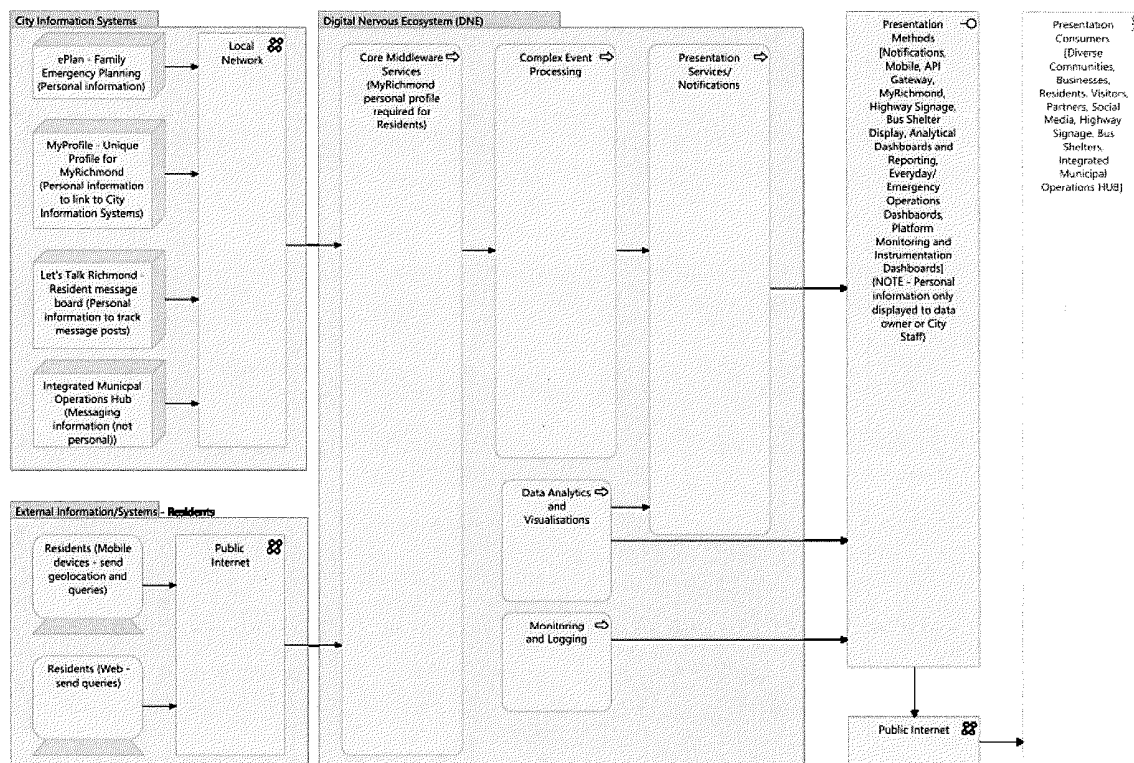 City Information Systems
ePlan - Family
Emergency Planning
(Personal information)
MyProfile - Unique
Profile for
MyRichmond
(Personal information
to link to City
Information Systems)
Let's Talk Richmond -
Resident message
board (Personal
information to track
message posts)
Integrated Municpal
Operations Hub
(Messaging
information (not
personal))
Local
Network
External Information/Systems - Residents
Residents (Mobile
devices - send
geolocation and
queries)
Residents (Web -
send queries)
Public
Internet
Digital Nervous Ecosystem (DNE)
Core Middleware
Services
(MyRichmond
personal profile
required for
Residents)
Complex Event
Processing
Presentation
Services/
Notifications
Data Analytics
and
Visualisations
Monitoring
and Logging
Presentation
Methods
[Notifications,
Mobile, API
Gateway,
MyRichmond,
Highway Signage,
Bus Shelter
Display, Analytical
Dashboards and
Reporting,
Everyday/
Emergency
Operations
Dashbaords,
Platform
Monitoring and
Instrumentation
Dashboards]
(NOTE - Personal
information only
displayed to data
owner or City
Staff)
Public Internet
Presentation
Consumers
[Diverse
Communities,
Businesses,
Residents, Visitors,
Partners, Social
Media, Highway
Signage, Bus
Shelters,
Integrated
Municipal
Operations HUB]